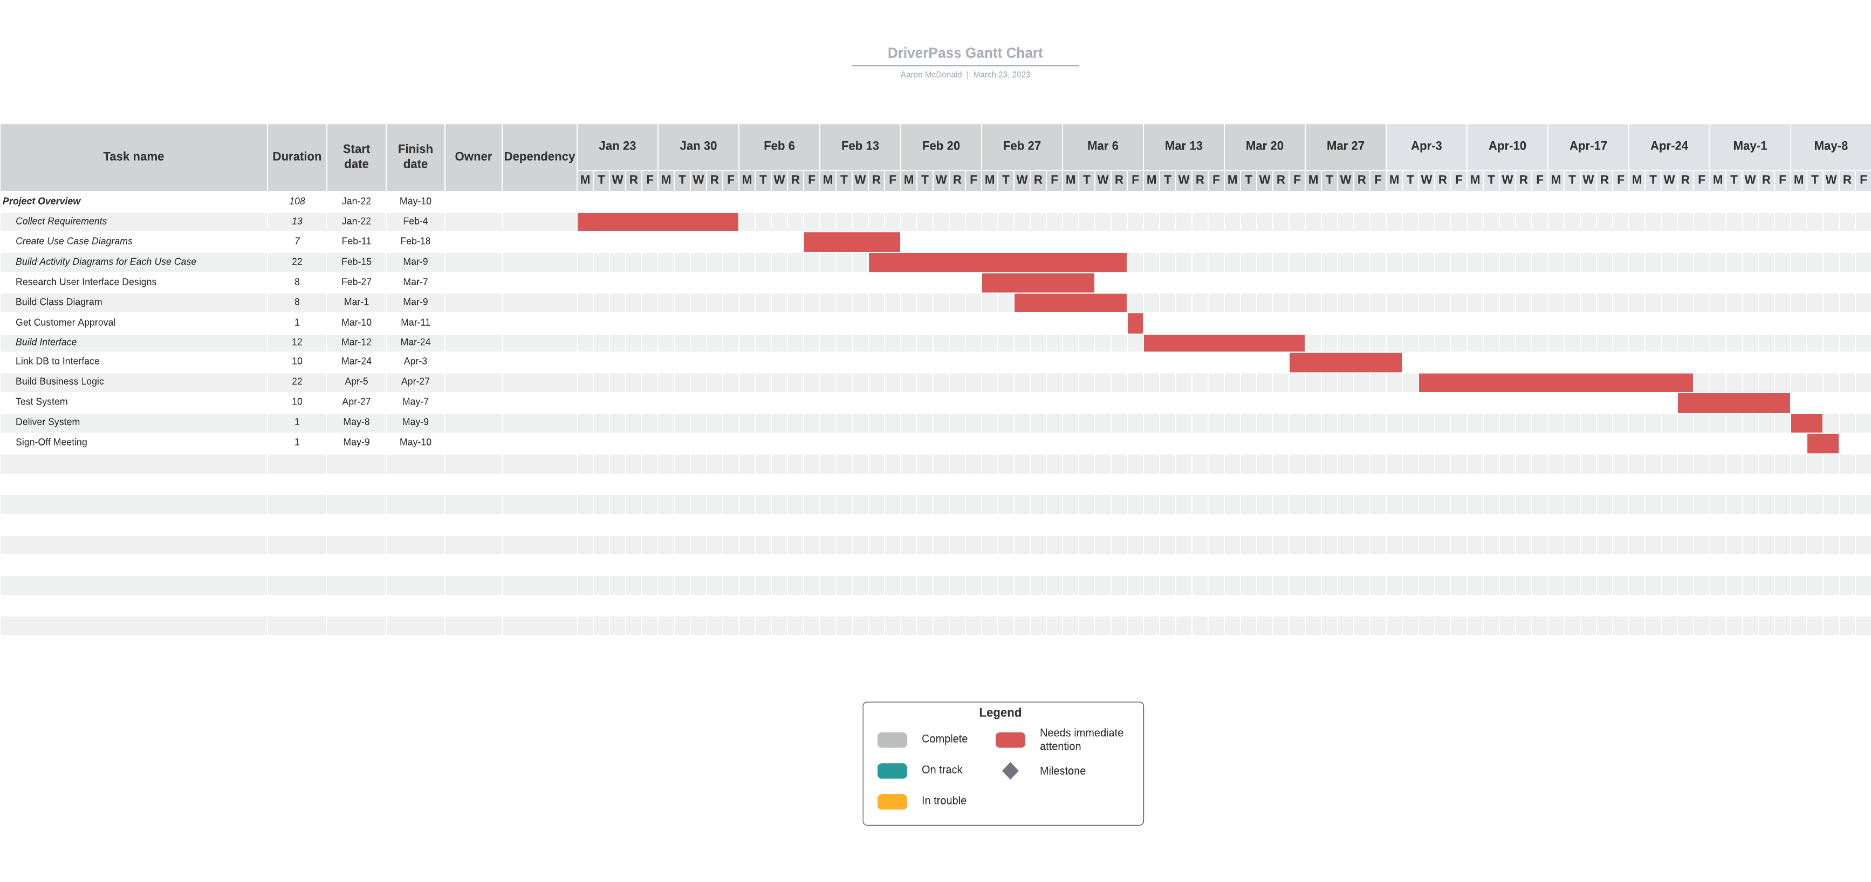 DriverPass Gantt Chart
Aaron McDonald | March 23, 2023
Task name Duration Start date Finish date Owner Dependency Jan 23 Jan 30 Feb 6 Feb 13 Feb 20 Feb 27 Mar 6 Mar 13 Mar 20 Mar 27 Apr-3 Apr-10 Apr-17 Apr-24 May-1 May-8
M T W R F M T W R F M T W R F M T W R F M T W R F M T W R F M T W R F M T W R F M T W R F M T W R F M T W R F M T W R F M T W R F M T W R F M T W R F M T W R F
Project Overview 108 Jan-22 May-10
Collect Requirements 13 Jan-22 Feb-4
Create Use Case Diagrams 7 Feb-11 Feb-18
Build Activity Diagrams for Each Use Case 22 Feb-15 Mar-9
Research User Interface Designs 8 Feb-27 Mar-7
Build Class Diagram 8 Mar-1 Mar-9
Get Customer Approval 1 Mar-10 Mar-11
Build Interface 12 Mar-12 Mar-24
Link DB to Interface 10 Mar-24 Apr-3
Build Business Logic 22 Apr-5 Apr-27
Test System 10 Apr-27 May-7
Deliver System 1 May-8 May-9
Sign-Off Meeting 1 May-9 May-10
Legend
Complete
Needs immediate
attention
On track
Milestone
In trouble